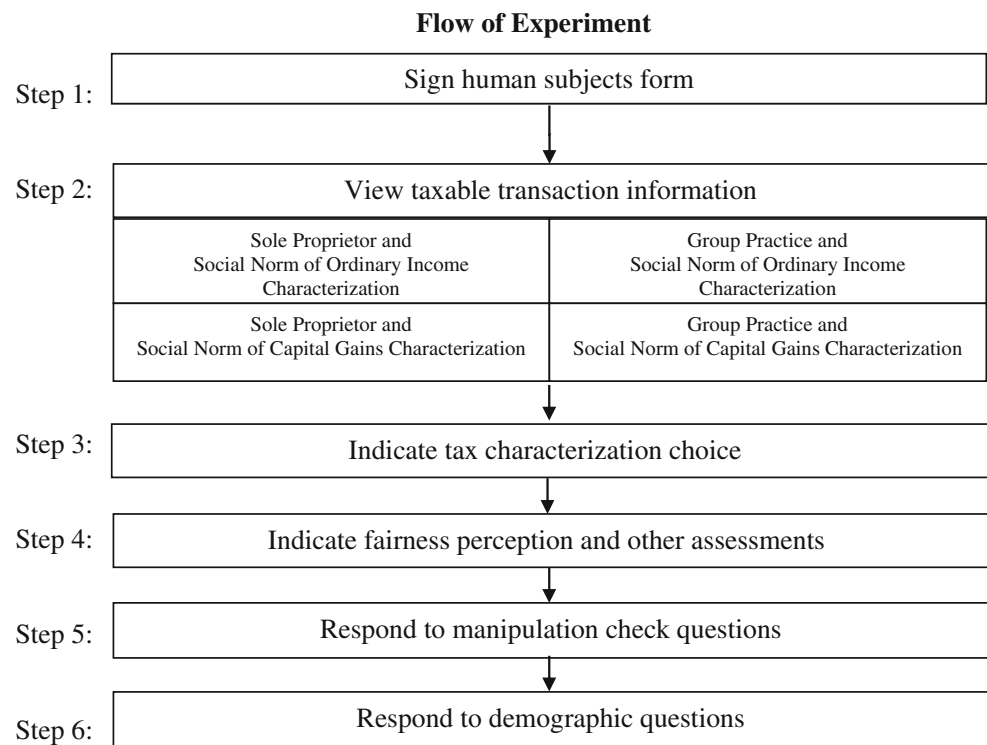 Flow of Experiment
Step 1:
Sign human subjects form
Step 2:
View taxable transaction information
Sole Proprietor and
Social Norm of Ordinary Income
Characterization
Group Practice and
Social Norm of Ordinary Income
Characterization
Sole Proprietor and
Social Norm of Capital Gains Characterization
Group Practice and
Social Norm of Capital Gains Characterization
Step 3:
Indicate tax characterization choice
Step 4:
Indicate fairness perception and other assessments
Step 5:
Respond to manipulation check questions
Step 6:
Respond to demographic questions